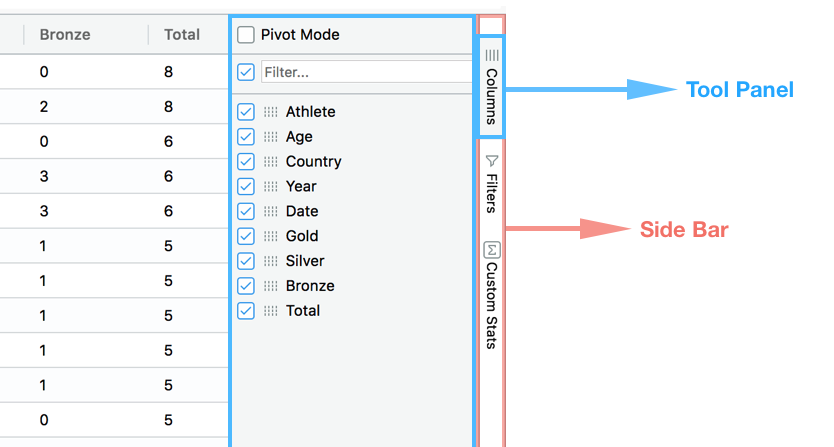 Bronze Total
0 8
2 8
0 6
3 6
3 6
1 5
1 5
1 5
1 5
1 5
0 5
Pivot Mode
Filter...
Athlete
Age
Country
Year
Date
Gold
Silver
Bronze
Total
Columns
Filters
Custom Stats
Tool Panel
Side Bar